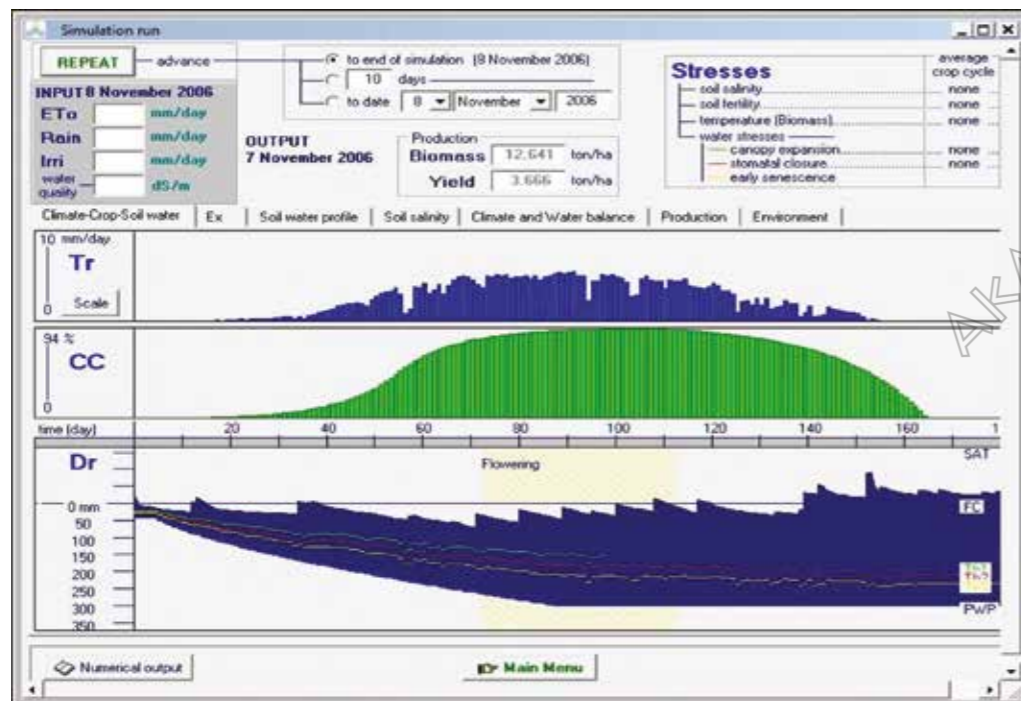 Simulation run
REPEAT
advance
to end of simulation (8 November 2006)
10 days
to date 8 November 2006
INPUT 8 November 2006
ETo mm/day
Rain mm/day
Irri mm/day
water quality dS/m
OUTPUT
7 November 2006
Production
Biomass 12.641 ton/ha
Yield 3.666 ton/ha
Stresses
average
crop cycle
soil salinity none
soil fertility none
temperature (Biomass) none
water stresses
canopy expansion none
stomatal closure none
early senescence
Climate-Crop-Soil water Ex Soil water profile Soil salinity Climate and Water balance Production Environment
10 mm/day
Tr
0 Scale
94 %
CC
0
time (day) 20 40 60 80 100 120 140 160
Dr
Flowering
SAT
0 mm
FC
50
100
150
200
250
300
350
PWP
Numerical output
Main Menu